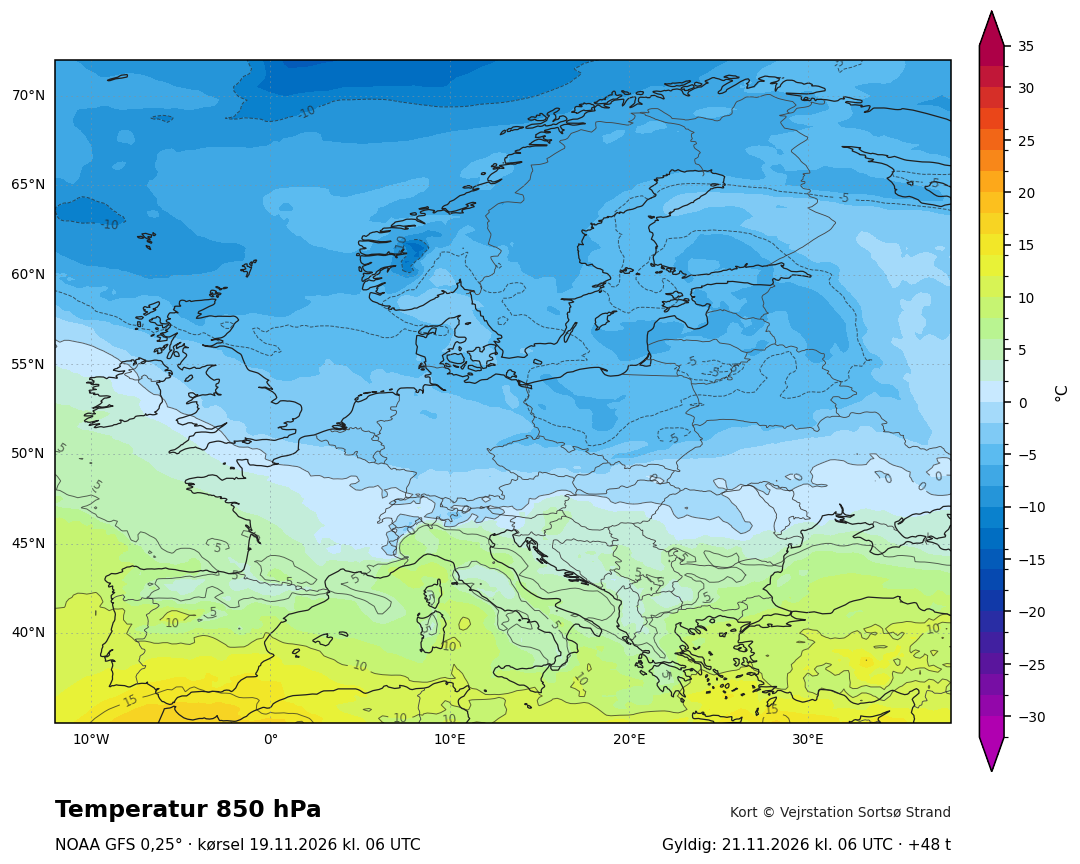 35
30
25
20
15
10
5
0
−5
−10
−15
−20
−25
−30
°C
70°N
65°N
60°N
55°N
50°N
45°N
40°N
10°W
0°
10°E
20°E
30°E
Temperatur 850 hPa
Kort © Vejrstation Sortsø Strand
NOAA GFS 0,25° · kørsel 19.11.2026 kl. 06 UTC
Gyldig: 21.11.2026 kl. 06 UTC · +48 t